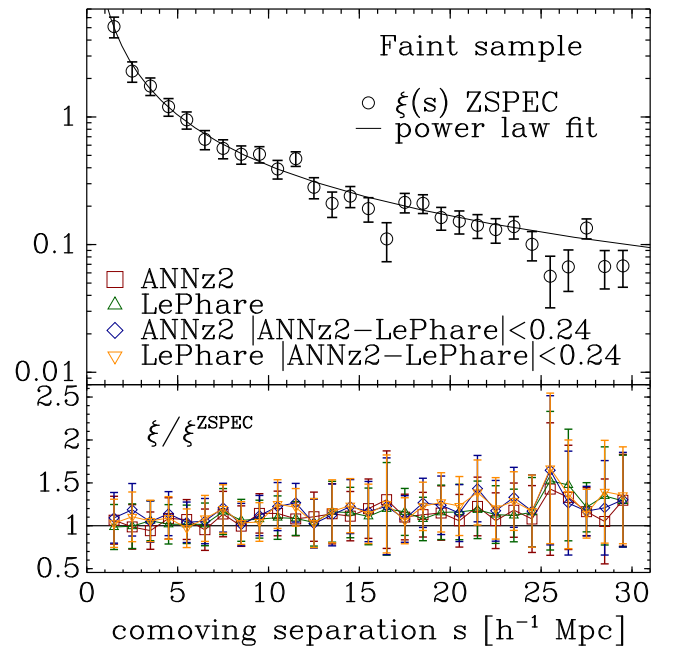 Faint sample
ξ(s) ZSPEC
power law fit
1
0.1
0.01
ANNz2
LePhare
ANNz2 |ANNz2−LePhare|<0.24
LePhare |ANNz2−LePhare|<0.24
ξ/ξ^ZSPEC
2.5
2
1.5
1
0.5
0 5 10 15 20 25 30
comoving separation s [h⁻¹ Mpc]